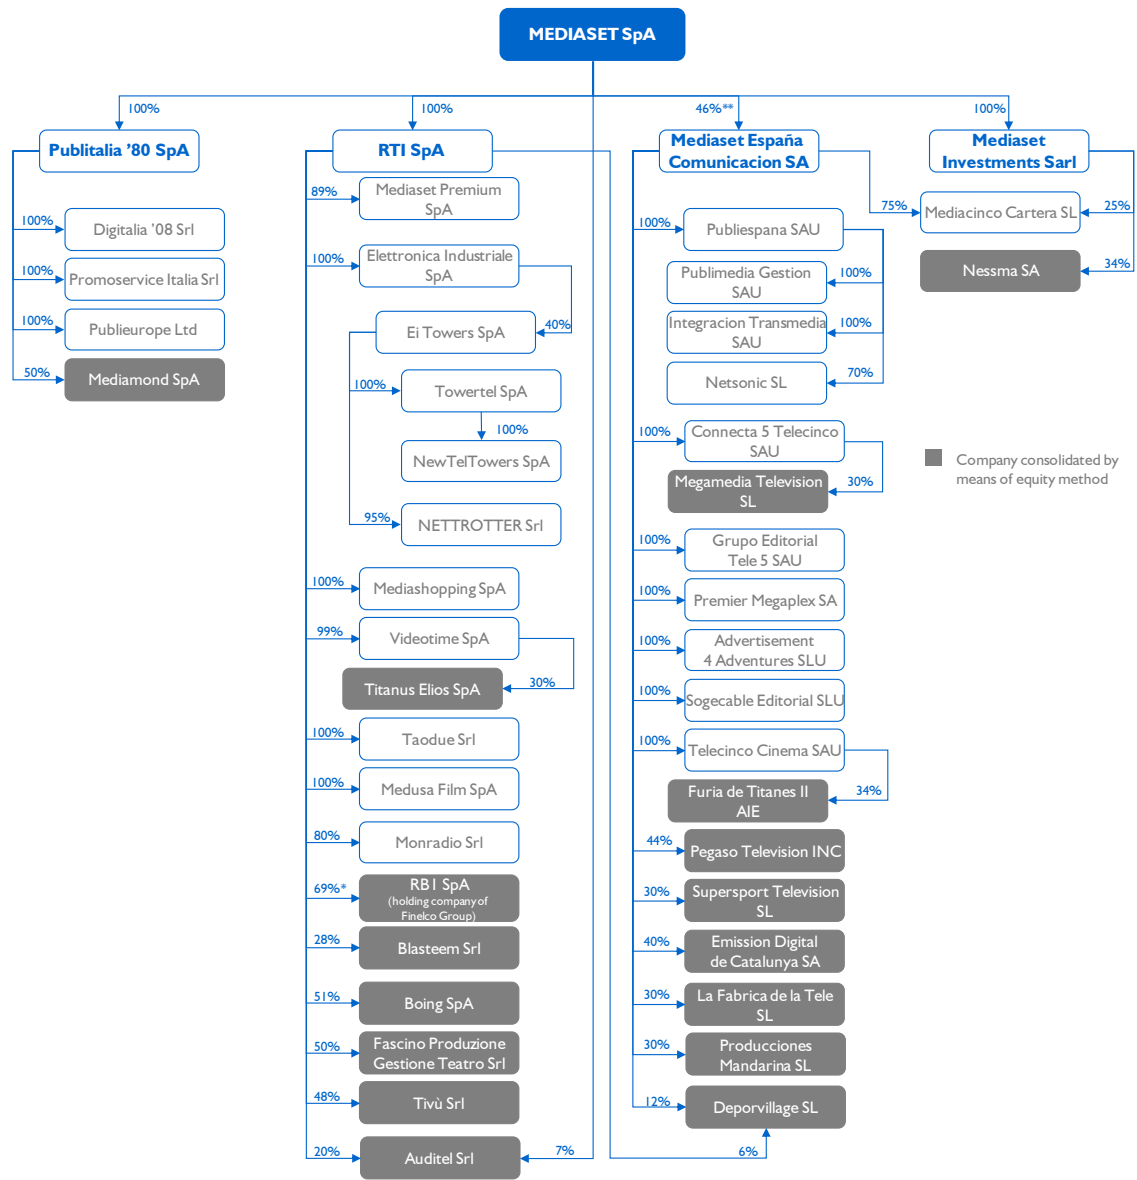 MEDIASET SpA
100%
100%
46%**
100%
Publitalia ’80 SpA
100%
Digitalia ’08 Srl
100%
Promoservice Italia Srl
100%
Publieurope Ltd
50%
Mediamond SpA
RTI SpA
89%
Mediaset Premium
SpA
100%
Elettronica Industriale
SpA
40%
Ei Towers SpA
100%
Towertel SpA
100%
NewTelTowers SpA
95%
NETTROTTER Srl
100%
Mediashopping SpA
99%
Videotime SpA
30%
Titanus Elios SpA
100%
Taodue Srl
100%
Medusa Film SpA
80%
Monradio Srl
69%*
RB1 SpA
(holding company of
Finelco Group)
28%
Blasteem Srl
51%
Boing SpA
50%
Fascino Produzione
Gestione Teatro Srl
48%
Tivù Srl
20%
Auditel Srl
7%
Mediaset España
Comunicacion SA
100%
Publiespana SAU
Publimedia Gestion
SAU
100%
Integracion Transmedia
SAU
100%
Netsonic SL
70%
100%
Connecta 5 Telecinco
SAU
Megamedia Television
SL
30%
100%
Grupo Editorial
Tele 5 SAU
100%
Premier Megaplex SA
100%
Advertisement
4 Adventures SLU
100%
Sogecable Editorial SLU
100%
Telecinco Cinema SAU
Furia de Titanes II
AIE
34%
44%
Pegaso Television INC
30%
Supersport Television
SL
40%
Emission Digital
de Catalunya SA
30%
La Fabrica de la Tele
SL
30%
Producciones
Mandarina SL
12%
Deporvillage SL
6%
Mediaset
Investments Sarl
75%
Mediacinco Cartera SL
25%
Nessma SA
34%
Company consolidated by
means of equity method